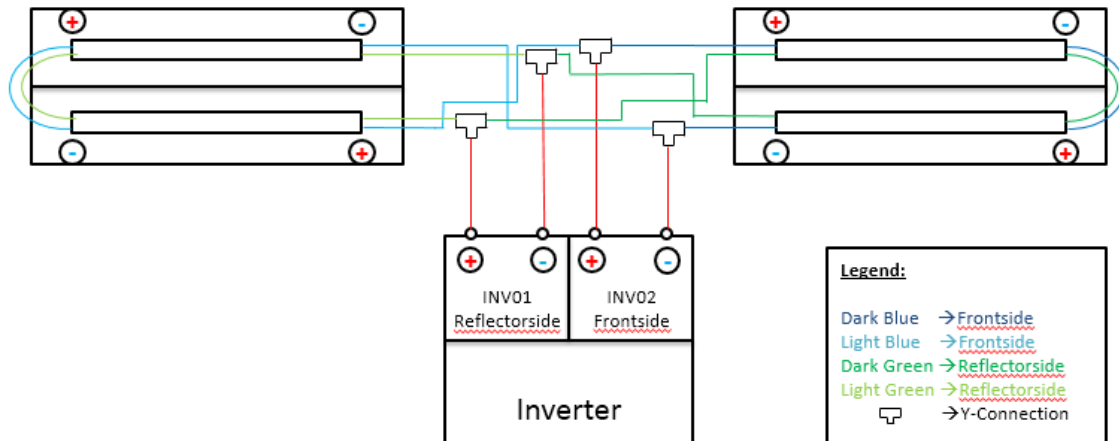 + - + -
- + - +
+ - + -
INV01 INV02
Reflectorside Frontside
Inverter
Legend:
Dark Blue →Frontside
Light Blue →Frontside
Dark Green →Reflectorside
Light Green →Reflectorside
→Y-Connection